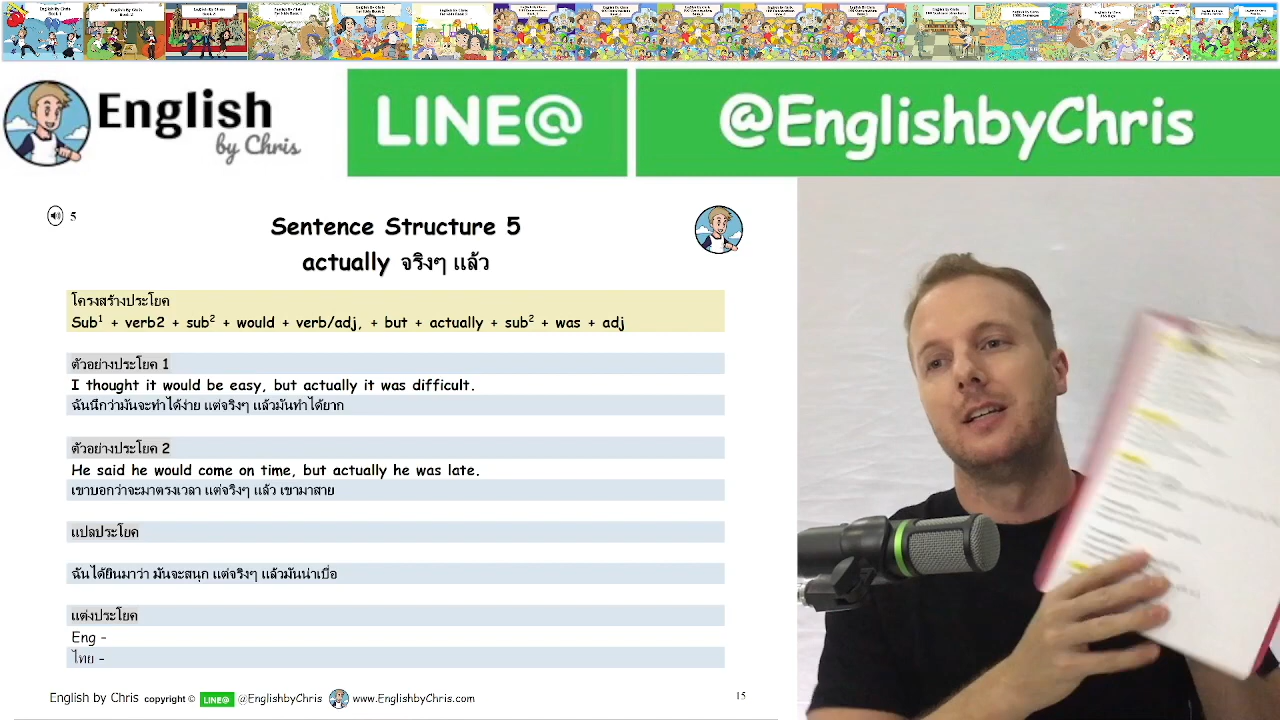 English
by Chris
LINE@
@EnglishbyChris
5
Sentence Structure 5
actually จริงๆ แล้ว
โครงสร้างประโยค
Sub1 + verb2 + sub2 + would + verb/adj, + but + actually + sub2 + was + adj
ตัวอย่างประโยค 1
I thought it would be easy, but actually it was difficult.
ฉันนึกว่ามันจะทำได้ง่าย แต่จริงๆ แล้วมันทำได้ยาก
ตัวอย่างประโยค 2
He said he would come on time, but actually he was late.
เขาบอกว่าจะมาตรงเวลา แต่จริงๆ แล้ว เขามาสาย
แปลประโยค
ฉันได้ยินมาว่า มันจะสนุก แต่จริงๆ แล้วมันน่าเบื่อ
แต่งประโยค
Eng -
ไทย -
English by Chris copyright © LINE@ @EnglishbyChris www.EnglishbyChris.com
15